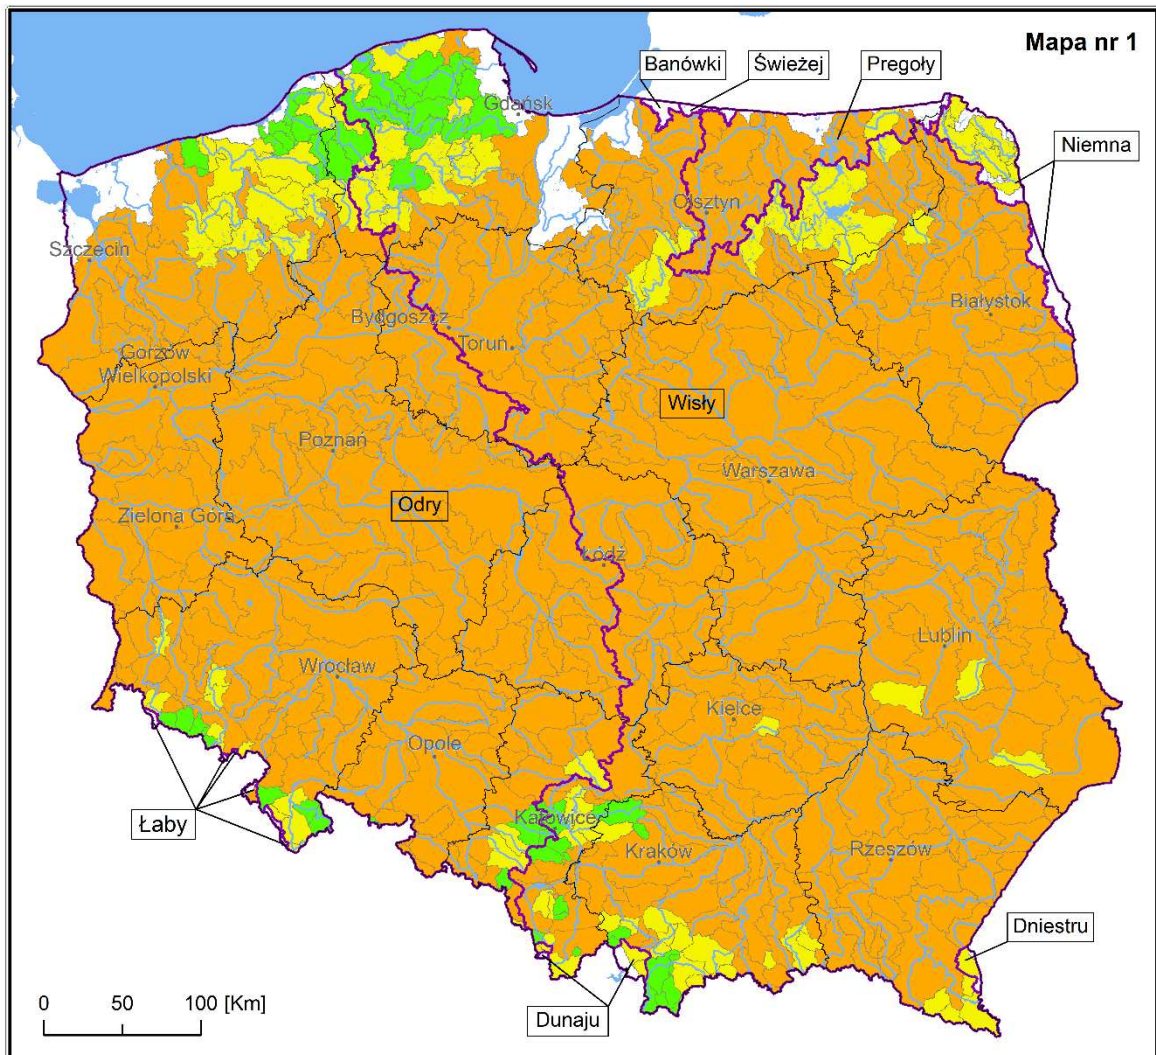 Mapa nr 1
Banówki
Świeżej
Pregoły
Gdańsk
Niemna
Olsztyn
Szczecin
Białystok
Bydgoszcz
Toruń
Gorzów
Wielkopolski
Wisły
Poznań
Warszawa
Odry
Zielona Góra
Łódź
Lublin
Wrocław
Kielce
Opole
Łaby
Katowice
Kraków
Rzeszów
Dniestru
0 50 100 [Km]
Dunaju